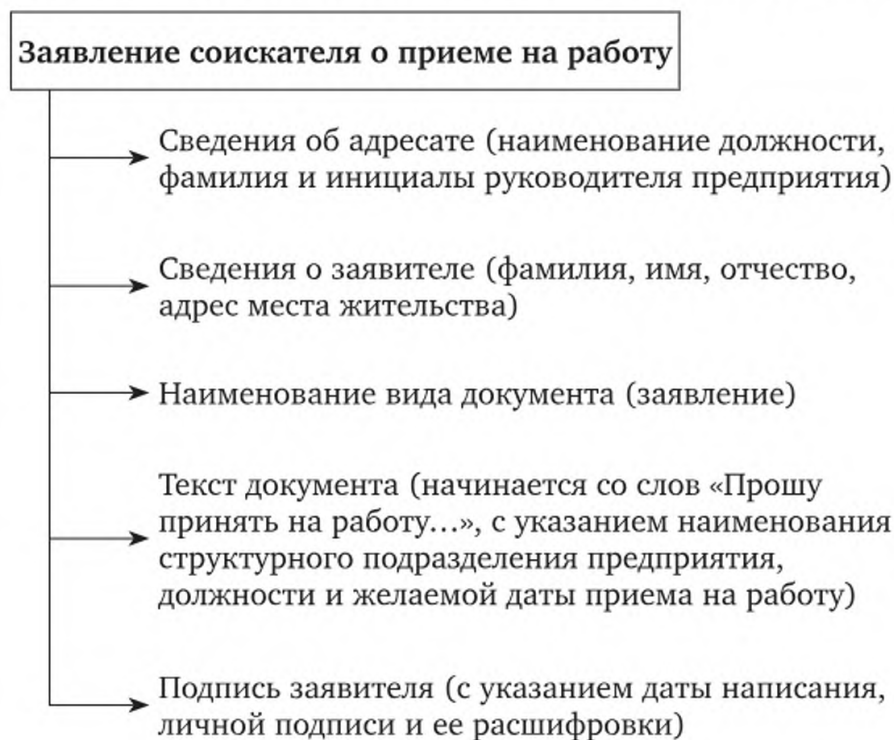 Заявление соискателя о приеме на работу
Сведения об адресате (наименование должности,
фамилия и инициалы руководителя предприятия)
Сведения о заявителе (фамилия, имя, отчество,
адрес места жительства)
Наименование вида документа (заявление)
Текст документа (начинается со слов «Прошу
принять на работу...», с указанием наименования
структурного подразделения предприятия,
должности и желаемой даты приема на работу)
Подпись заявителя (с указанием даты написания,
личной подписи и ее расшифровки)